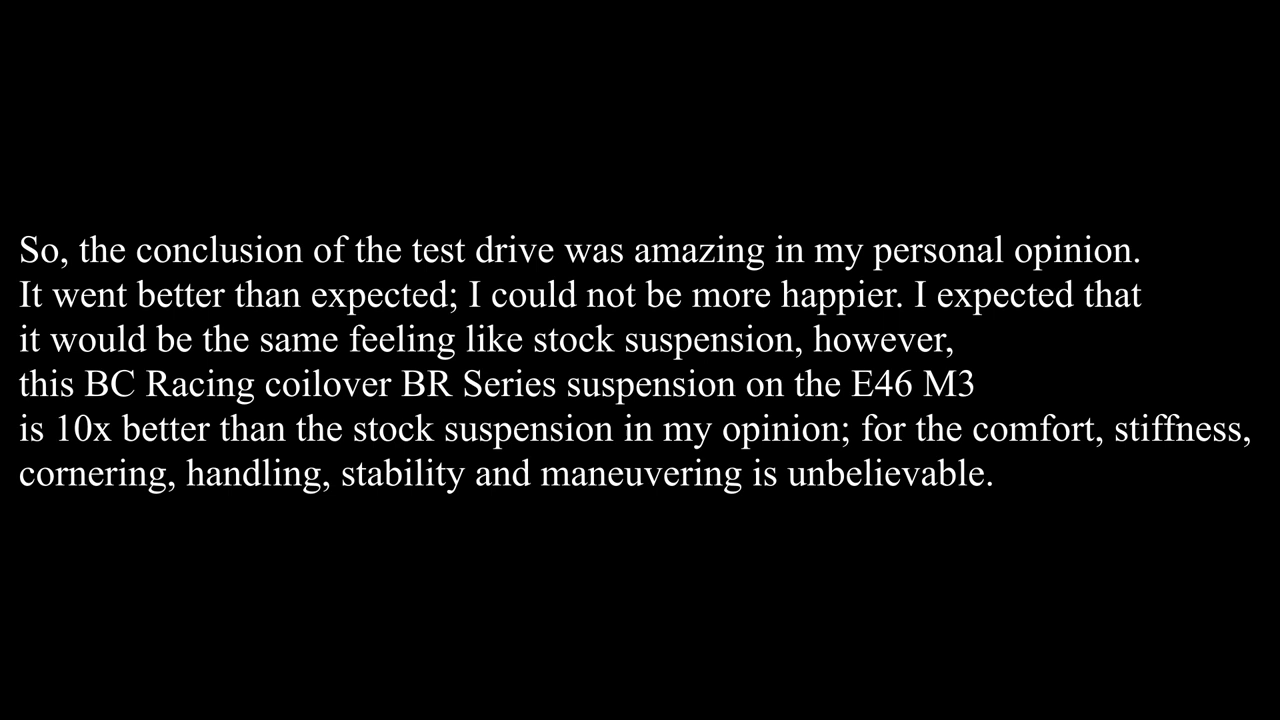 So, the conclusion of the test drive was amazing in my personal opinion.
It went better than expected; I could not be more happier. I expected that
it would be the same feeling like stock suspension, however,
this BC Racing coilover BR Series suspension on the E46 M3
is 10x better than the stock suspension in my opinion; for the comfort, stiffness,
cornering, handling, stability and maneuvering is unbelievable.